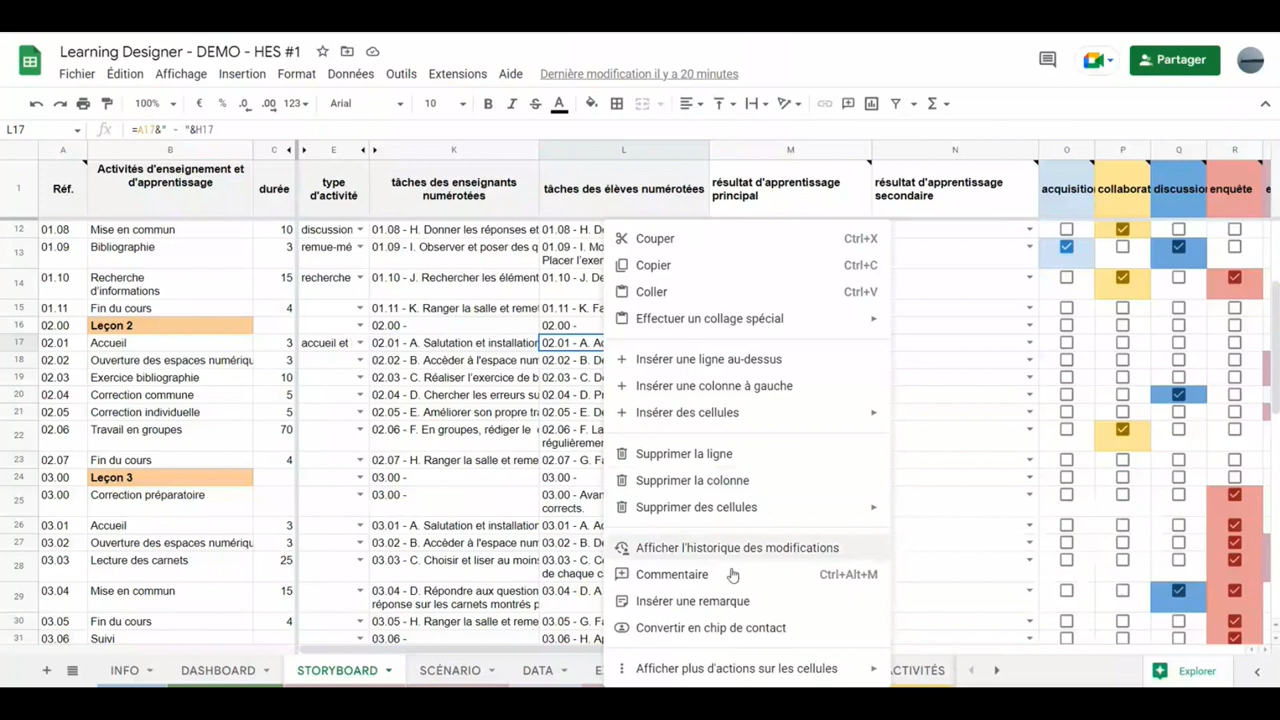 Learning Designer - DEMO - HES #1
Fichier Édition Affichage Insertion Format Données Outils Extensions Aide Dernière modification il y a 20 minutes
Partager
100% € % .0 .00 123 Arial 10 B I S A
L17 fx =A17&" - "&H17
A B C E K L M N O P Q R
1 Réf. Activités d'enseignement et d'apprentissage durée type d'activité tâches des enseignants numérotées tâches des élèves numérotées résultat d'apprentissage principal résultat d'apprentissage secondaire acquisition collaborat discussion enquête
12 01.08 Mise en commun 10 discussion 01.08 - H. Donner les réponses et 01.08 - H.
13 01.09 Bibliographie 3 remue-mé 01.09 - I. Observer et poser des q 01.09 - I. Mo
Placer l'exer
14 01.10 Recherche d'informations 15 recherche 01.10 - J. Rechercher les élément 01.10 - J. De
15 01.11 Fin du cours 4 01.11 - K. Ranger la salle et reme 01.11 - K. Fa
16 02.00 Leçon 2 02.00 - 02.00 -
17 02.01 Accueil 3 accueil et 02.01 - A. Salutation et installation 02.01 - A. Ac
18 02.02 Ouverture des espaces numériqu 3 02.02 - B. Accèder à l'espace num 02.02 - B. De
19 02.03 Exercice bibliographie 10 02.03 - C. Réaliser l'exercice de b 02.03 - C. D
20 02.04 Correction commune 5 02.04 - D. Chercher les erreurs su 02.04 - D. Pr
21 02.05 Correction individuelle 5 02.05 - E. Améliorer son propre tr 02.05 - E. De
22 02.06 Travail en groupes 70 02.06 - F. En groupes, rédiger le 02.06 - F. La
régulièremen
23 02.07 Fin du cours 4 02.07 - H. Ranger la salle et reme 02.07 - G. Fa
24 03.00 Leçon 3 03.00 - 03.00 -
25 03.00 Correction préparatoire 03.00 - 03.00 - Avan
corrects.
26 03.01 Accueil 3 03.01 - A. Salutation et installation 03.01 - A. Ac
27 03.02 Ouverture des espaces numériqu 3 03.02 - B. Accèder à l'espace num 03.02 - B. De
28 03.03 Lecture des carnets 25 03.03 - C. Choisir et lire au moins 03.03 - C. Co
de chaque c
29 03.04 Mise en commun 15 03.04 - D. Répondre aux question
réponse sur les carnets montrés p 03.04 - D. A
30 03.05 Fin du cours 4 03.05 - H. Ranger la salle et reme 03.05 - G. Fa
31 03.06 Suivi 03.06 - 03.06 - H. Ap
Couper Ctrl+X
Copier Ctrl+C
Coller Ctrl+V
Effectuer un collage spécial
Insérer une ligne au-dessus
Insérer une colonne à gauche
Insérer des cellules
Supprimer la ligne
Supprimer la colonne
Supprimer des cellules
Afficher l'historique des modifications
Commentaire Ctrl+Alt+M
Insérer une remarque
Convertir en chip de contact
Afficher plus d'actions sur les cellules
INFO DASHBOARD STORYBOARD SCÉNARIO DATA ACTIVITÉS Explorer